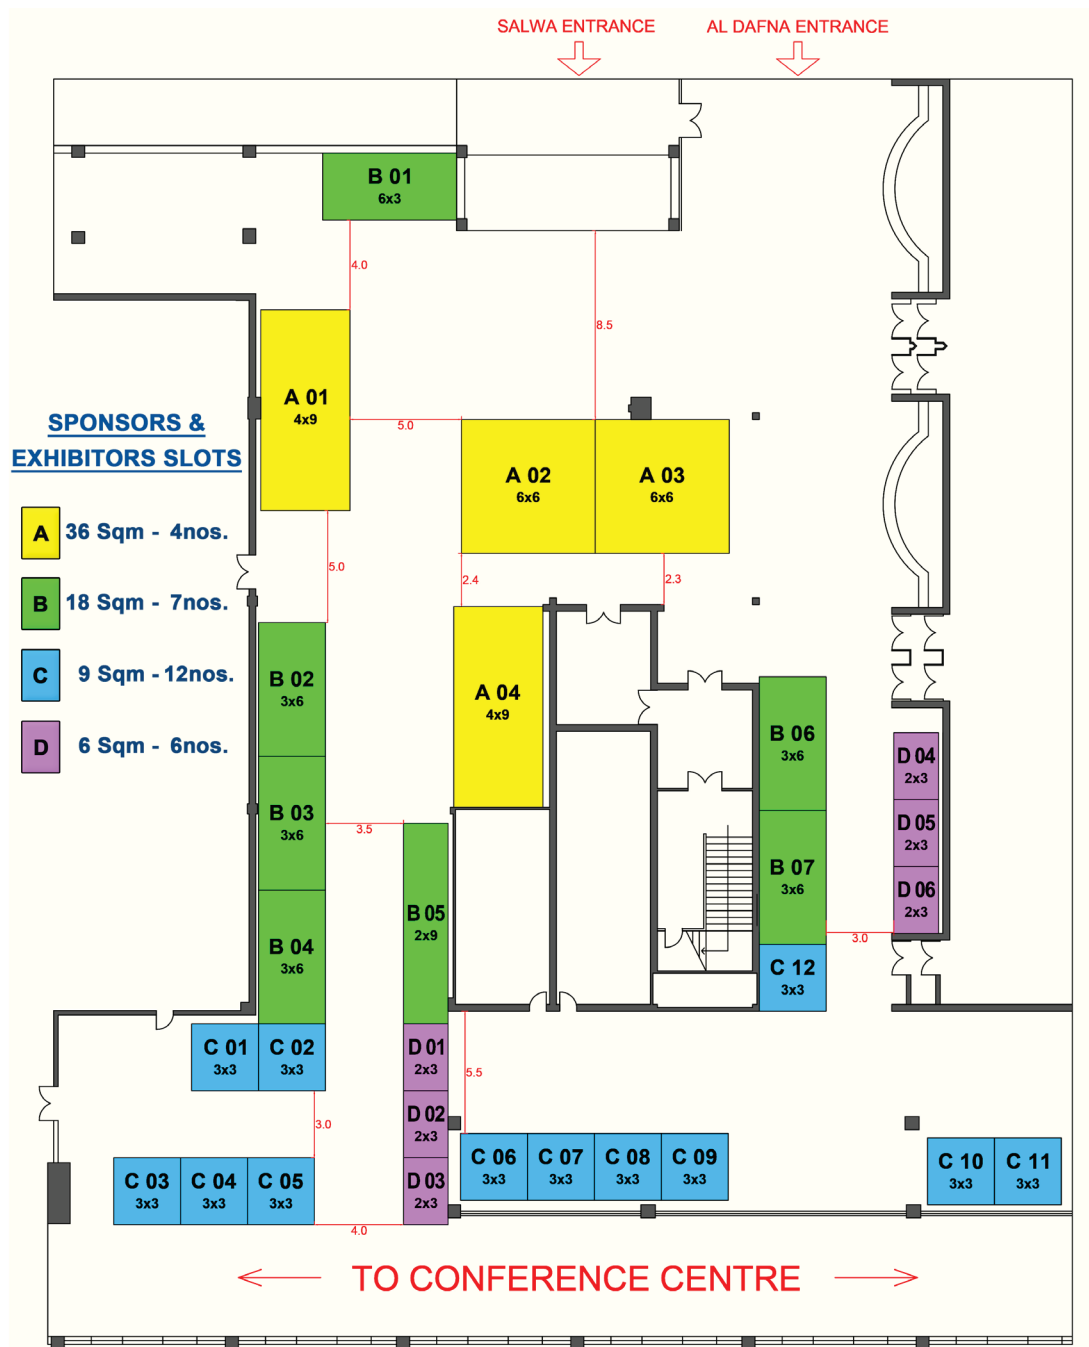 SALWA ENTRANCE
AL DAFNA ENTRANCE
B 01
6x3
4.0
8.5
A 01
4x9
5.0
A 02
6x6
A 03
6x6
SPONSORS &
EXHIBITORS SLOTS
A 36 Sqm - 4nos.
B 18 Sqm - 7nos.
C 9 Sqm - 12nos.
D 6 Sqm - 6nos.
5.0
2.4
2.3
B 02
3x6
A 04
4x9
B 06
3x6
D 04
2x3
B 03
3x6
3.5
D 05
2x3
B 07
3x6
D 06
2x3
B 05
2x9
B 04
3x6
3.0
C 12
3x3
C 01
3x3
C 02
3x3
D 01
2x3
5.5
3.0
D 02
2x3
C 03
3x3
C 04
3x3
C 05
3x3
D 03
2x3
C 06
3x3
C 07
3x3
C 08
3x3
C 09
3x3
C 10
3x3
C 11
3x3
4.0
TO CONFERENCE CENTRE